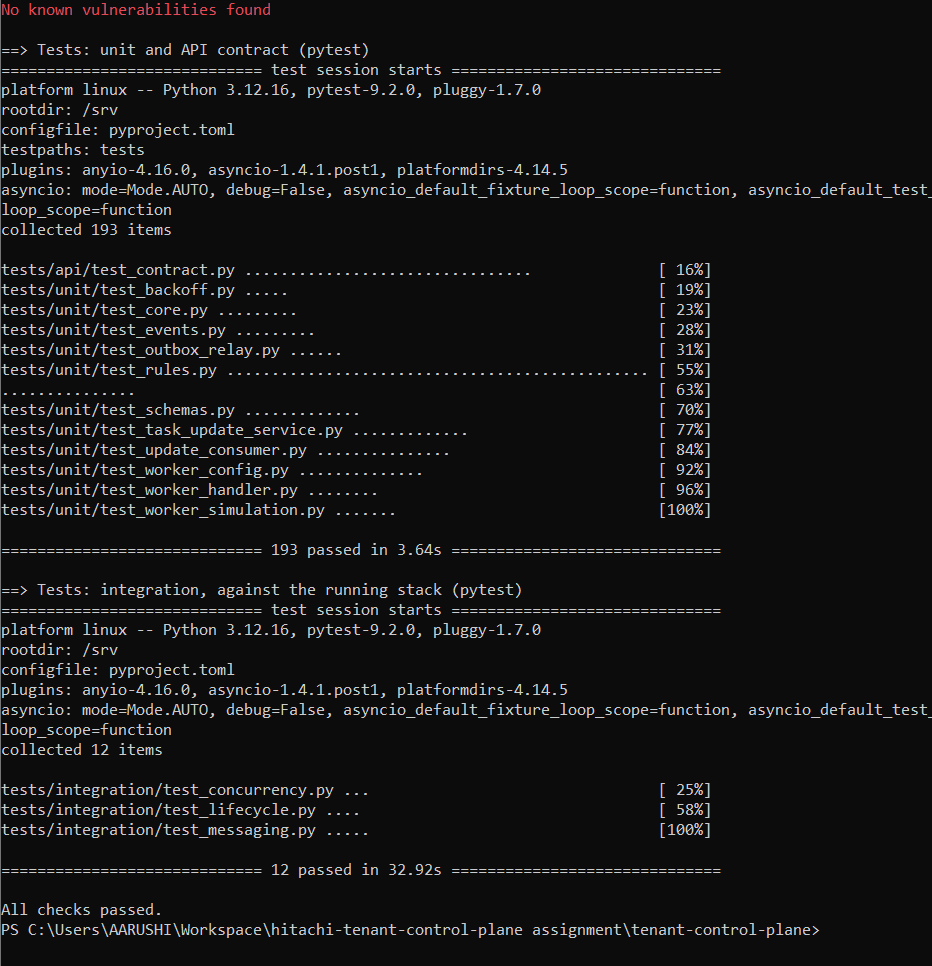 No known vulnerabilities found
==> Tests: unit and API contract (pytest)
============================= test session starts ==============================
platform linux -- Python 3.12.16, pytest-9.2.0, pluggy-1.7.0
rootdir: /srv
configfile: pyproject.toml
testpaths: tests
plugins: anyio-4.16.0, asyncio-1.4.1.post1, platformdirs-4.14.5
asyncio: mode=Mode.AUTO, debug=False, asyncio_default_fixture_loop_scope=function, asyncio_default_test_
loop_scope=function
collected 193 items
tests/api/test_contract.py ................................ [ 16%]
tests/unit/test_backoff.py ..... [ 19%]
tests/unit/test_core.py ......... [ 23%]
tests/unit/test_events.py ......... [ 28%]
tests/unit/test_outbox_relay.py ...... [ 31%]
tests/unit/test_rules.py ............................................... [ 55%]
............... [ 63%]
tests/unit/test_schemas.py ............. [ 70%]
tests/unit/test_task_update_service.py ............. [ 77%]
tests/unit/test_update_consumer.py ............... [ 84%]
tests/unit/test_worker_config.py .............. [ 92%]
tests/unit/test_worker_handler.py ........ [ 96%]
tests/unit/test_worker_simulation.py ....... [100%]
============================= 193 passed in 3.64s ==============================
==> Tests: integration, against the running stack (pytest)
============================= test session starts ==============================
platform linux -- Python 3.12.16, pytest-9.2.0, pluggy-1.7.0
rootdir: /srv
configfile: pyproject.toml
plugins: anyio-4.16.0, asyncio-1.4.1.post1, platformdirs-4.14.5
asyncio: mode=Mode.AUTO, debug=False, asyncio_default_fixture_loop_scope=function, asyncio_default_test_
loop_scope=function
collected 12 items
tests/integration/test_concurrency.py ... [ 25%]
tests/integration/test_lifecycle.py .... [ 58%]
tests/integration/test_messaging.py ..... [100%]
============================= 12 passed in 32.92s ==============================
All checks passed.
PS C:\Users\AARUSHI\Workspace\hitachi-tenant-control-plane assignment\tenant-control-plane>